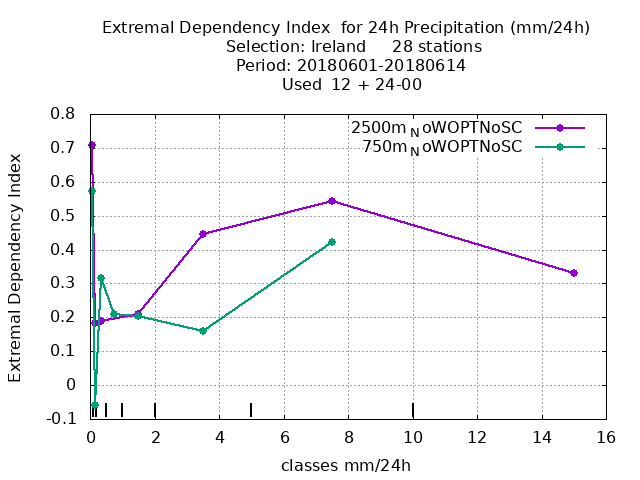 Extremal Dependency Index  for 24h Precipitation (mm/24h)
Selection: Ireland     28 stations
Period: 20180601-20180614
Used  12 + 24-00
0.8
0.7
0.6
0.5
0.4
0.3
0.2
0.1
0
-0.1
Extremal Dependency Index
2500m_NoWOPTNoSC
750m_NoWOPTNoSC
0 2 4 6 8 10 12 14 16
classes mm/24h